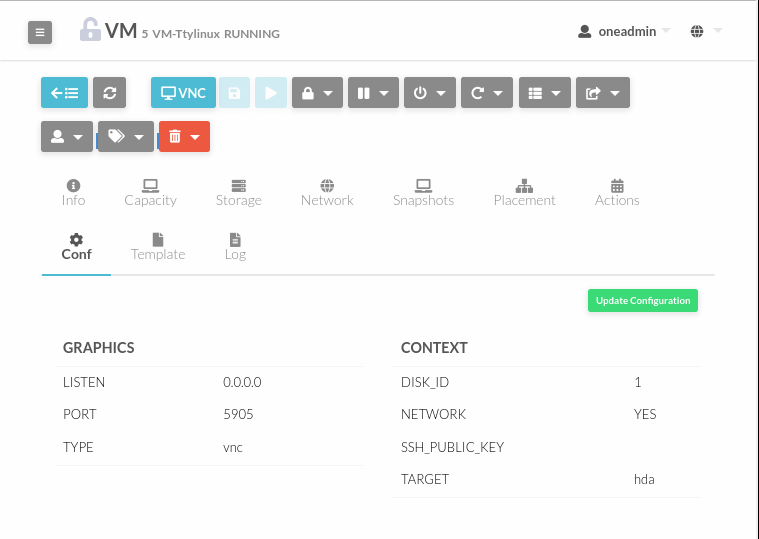 VM 5 VM-Ttylinux RUNNING
oneadmin
VNC
Info Capacity Storage Network Snapshots Placement Actions
Conf Template Log
Update Configuration
GRAPHICS
LISTEN 0.0.0.0
PORT 5905
TYPE vnc
CONTEXT
DISK_ID 1
NETWORK YES
SSH_PUBLIC_KEY
TARGET hda